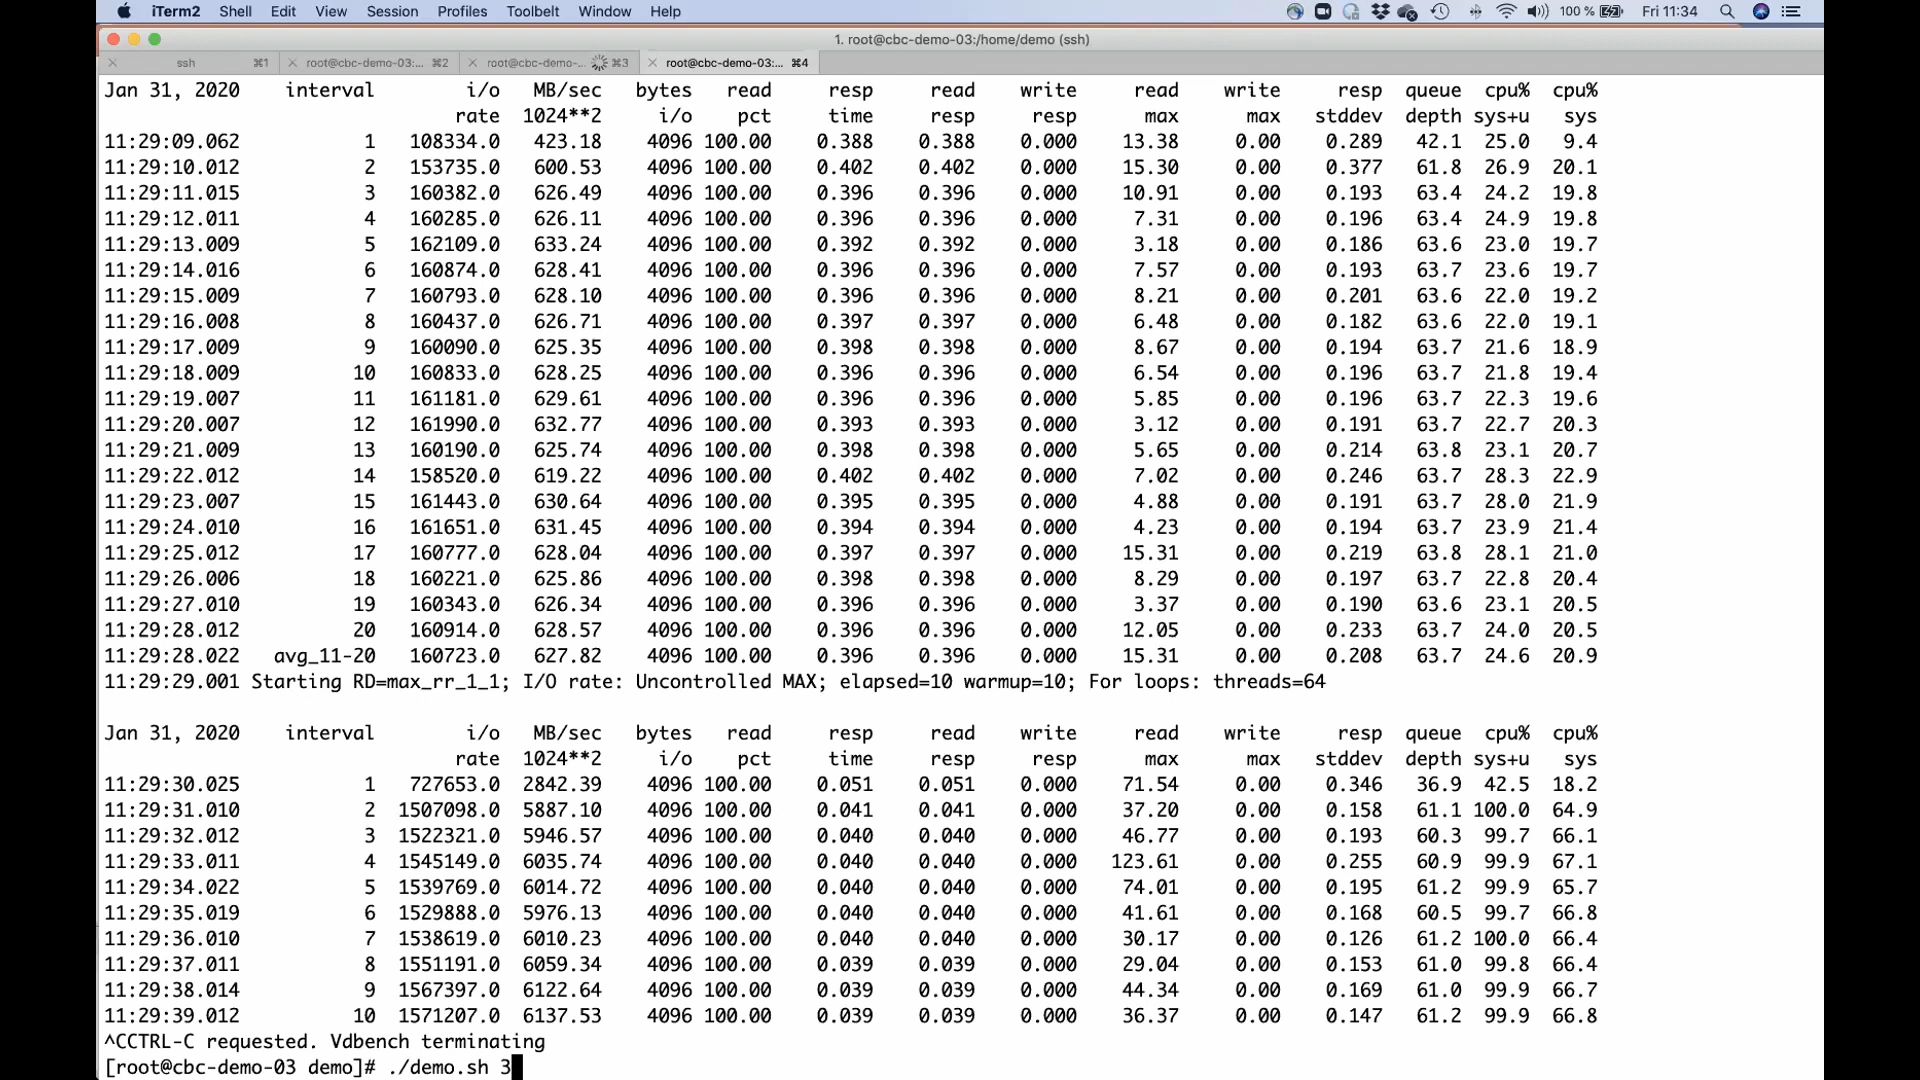 iTerm2 Shell Edit View Session Profiles Toolbelt Window Help 100 % Fri 11:34
1. root@cbc-demo-03:/home/demo (ssh)
ssh ⌘1 root@cbc-demo-03:... ⌘2 root@cbc-demo-... ⌘3 root@cbc-demo-03:... ⌘4
Jan 31, 2020 interval i/o MB/sec bytes read resp read write read write resp queue cpu% cpu%
rate 1024**2 i/o pct time resp resp max max stddev depth sys+u sys
11:29:09.062 1 108334.0 423.18 4096 100.00 0.388 0.388 0.000 13.38 0.00 0.289 42.1 25.0 9.4
11:29:10.012 2 153735.0 600.53 4096 100.00 0.402 0.402 0.000 15.30 0.00 0.377 61.8 26.9 20.1
11:29:11.015 3 160382.0 626.49 4096 100.00 0.396 0.396 0.000 10.91 0.00 0.193 63.4 24.2 19.8
11:29:12.011 4 160285.0 626.11 4096 100.00 0.396 0.396 0.000 7.31 0.00 0.196 63.4 24.9 19.8
11:29:13.009 5 162109.0 633.24 4096 100.00 0.392 0.392 0.000 3.18 0.00 0.186 63.6 23.0 19.7
11:29:14.016 6 160874.0 628.41 4096 100.00 0.396 0.396 0.000 7.57 0.00 0.193 63.7 23.6 19.7
11:29:15.009 7 160793.0 628.10 4096 100.00 0.396 0.396 0.000 8.21 0.00 0.201 63.6 22.0 19.2
11:29:16.008 8 160437.0 626.71 4096 100.00 0.397 0.397 0.000 6.48 0.00 0.182 63.6 22.0 19.1
11:29:17.009 9 160090.0 625.35 4096 100.00 0.398 0.398 0.000 8.67 0.00 0.194 63.7 21.6 18.9
11:29:18.009 10 160833.0 628.25 4096 100.00 0.396 0.396 0.000 6.54 0.00 0.196 63.7 21.8 19.4
11:29:19.007 11 161181.0 629.61 4096 100.00 0.396 0.396 0.000 5.85 0.00 0.196 63.7 22.3 19.6
11:29:20.007 12 161990.0 632.77 4096 100.00 0.393 0.393 0.000 3.12 0.00 0.191 63.7 22.7 20.3
11:29:21.009 13 160190.0 625.74 4096 100.00 0.398 0.398 0.000 5.65 0.00 0.214 63.8 23.1 20.7
11:29:22.012 14 158520.0 619.22 4096 100.00 0.402 0.402 0.000 7.02 0.00 0.246 63.7 28.3 22.9
11:29:23.007 15 161443.0 630.64 4096 100.00 0.395 0.395 0.000 4.88 0.00 0.191 63.7 28.0 21.9
11:29:24.010 16 161651.0 631.45 4096 100.00 0.394 0.394 0.000 4.23 0.00 0.194 63.7 23.9 21.4
11:29:25.012 17 160777.0 628.04 4096 100.00 0.397 0.397 0.000 15.31 0.00 0.219 63.8 28.1 21.0
11:29:26.006 18 160221.0 625.86 4096 100.00 0.398 0.398 0.000 8.29 0.00 0.197 63.7 22.8 20.4
11:29:27.010 19 160343.0 626.34 4096 100.00 0.396 0.396 0.000 3.37 0.00 0.190 63.6 23.1 20.5
11:29:28.012 20 160914.0 628.57 4096 100.00 0.396 0.396 0.000 12.05 0.00 0.233 63.7 24.0 20.5
11:29:28.022 avg_11-20 160723.0 627.82 4096 100.00 0.396 0.396 0.000 15.31 0.00 0.208 63.7 24.6 20.9
11:29:29.001 Starting RD=max_rr_1_1; I/O rate: Uncontrolled MAX; elapsed=10 warmup=10; For loops: threads=64
Jan 31, 2020 interval i/o MB/sec bytes read resp read write read write resp queue cpu% cpu%
rate 1024**2 i/o pct time resp resp max max stddev depth sys+u sys
11:29:30.025 1 727653.0 2842.39 4096 100.00 0.051 0.051 0.000 71.54 0.00 0.346 36.9 42.5 18.2
11:29:31.010 2 1507098.0 5887.10 4096 100.00 0.041 0.041 0.000 37.20 0.00 0.158 61.1 100.0 64.9
11:29:32.012 3 1522321.0 5946.57 4096 100.00 0.040 0.040 0.000 46.77 0.00 0.193 60.3 99.7 66.1
11:29:33.011 4 1545149.0 6035.74 4096 100.00 0.040 0.040 0.000 123.61 0.00 0.255 60.9 99.9 67.1
11:29:34.022 5 1539769.0 6014.72 4096 100.00 0.040 0.040 0.000 74.01 0.00 0.195 61.2 99.9 65.7
11:29:35.019 6 1529888.0 5976.13 4096 100.00 0.040 0.040 0.000 41.61 0.00 0.168 60.5 99.7 66.8
11:29:36.010 7 1538619.0 6010.23 4096 100.00 0.040 0.040 0.000 30.17 0.00 0.126 61.2 100.0 66.4
11:29:37.011 8 1551191.0 6059.34 4096 100.00 0.039 0.039 0.000 29.04 0.00 0.153 61.0 99.8 66.4
11:29:38.014 9 1567397.0 6122.64 4096 100.00 0.039 0.039 0.000 44.34 0.00 0.169 61.0 99.9 66.7
11:29:39.012 10 1571207.0 6137.53 4096 100.00 0.039 0.039 0.000 36.37 0.00 0.147 61.2 99.9 66.8
^CCTRL-C requested. Vdbench terminating
[root@cbc-demo-03 demo]# ./demo.sh 3